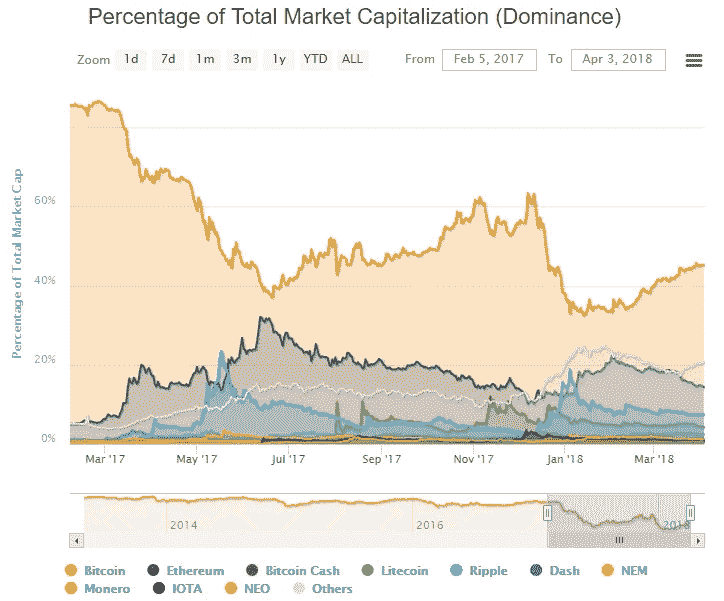 Percentage of Total Market Capitalization (Dominance)
Zoom 1d 7d 1m 3m 1y YTD ALL From Feb 5, 2017 To Apr 3, 2018
Percentage of Total Market Cap
60%
40%
20%
0%
Mar '17 May '17 Jul '17 Sep '17 Nov '17 Jan '18 Mar '18
2014 2016 2018
Bitcoin Ethereum Bitcoin Cash Litecoin Ripple Dash NEM
Monero IOTA NEO Others